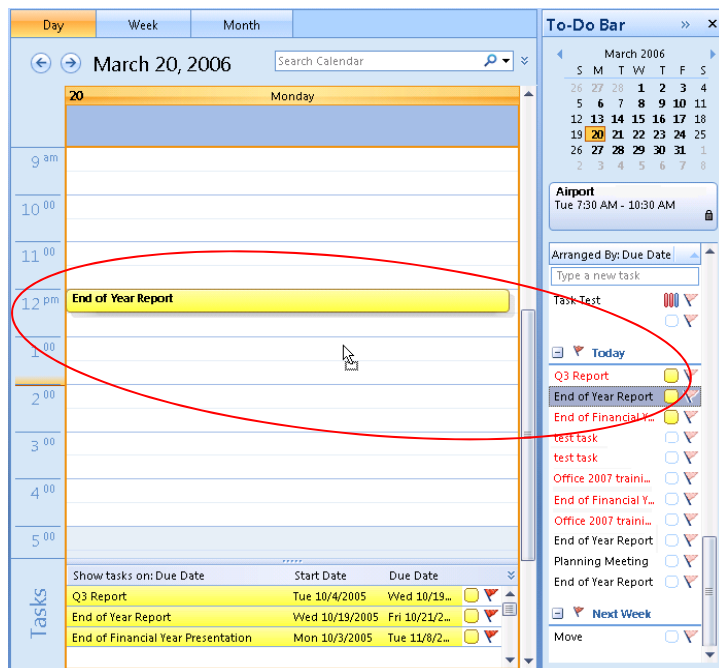 Day Week Month
March 20, 2006
Search Calendar
20 Monday
9 am
10 00
11 00
12 pm
End of Year Report
1 00
2 00
3 00
4 00
5 00
Tasks
Show tasks on: Due Date Start Date Due Date
Q3 Report Tue 10/4/2005 Wed 10/19...
End of Year Report Wed 10/19/2005 Fri 10/21/2...
End of Financial Year Presentation Mon 10/3/2005 Tue 11/8/2...
To-Do Bar
March 2006
S M T W T F S
26 27 28 1 2 3 4
5 6 7 8 9 10 11
12 13 14 15 16 17 18
19 20 21 22 23 24 25
26 27 28 29 30 31 1
2 3 4 5 6 7 8
Airport
Tue 7:30 AM - 10:30 AM
Arranged By: Due Date
Type a new task
Task Test
Today
Q3 Report
End of Year Report
End of Financial Y...
test task
test task
Office 2007 traini...
End of Financial Y...
Office 2007 traini...
End of Year Report
Planning Meeting
End of Year Report
Next Week
Move